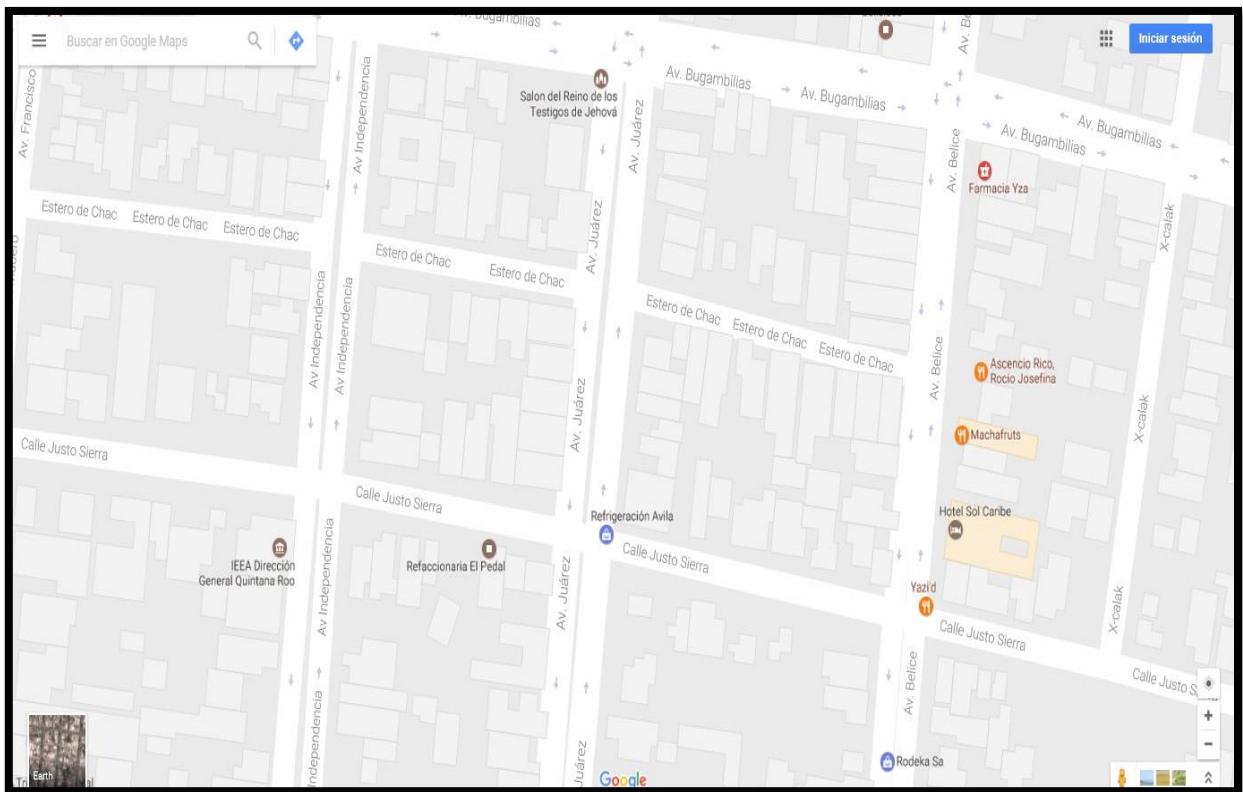 Buscar en Google Maps
Av. Bugambilias
Iniciar sesión
Av. Francisco
Av Independencia
Salon del Reino de los
Testigos de Jehová
Av. Juárez
Av. Bugambilias
Av. Bugambilias
Av. Bugambilias
Av. Bugambilias
Av. Be
Av. Belice
Farmacia Yza
X-calak
Estero de Chac
Estero de Chac
Estero de Chac
Estero de Chac
Estero de Chac
Av. Juárez
Estero de Chac
Estero de Chac
Estero de Chac
Av Independencia
Av Independencia
Av. Juárez
Av. Belice
Ascencio Rico,
Rocio Josefina
Machafruts
X-calak
Calle Justo Sierra
Calle Justo Sierra
Refrigeración Avila
Hotel Sol Caribe
IEEA Dirección
General Quintana Roo
Refaccionaria El Pedal
Calle Justo Sierra
Av Independencia
Av. Juárez
Yazi'd
Calle Justo Sierra
X-calak
Calle Justo S
Av. Belice
ndependencia
Juárez
Rodeka Sa
Earth
Google